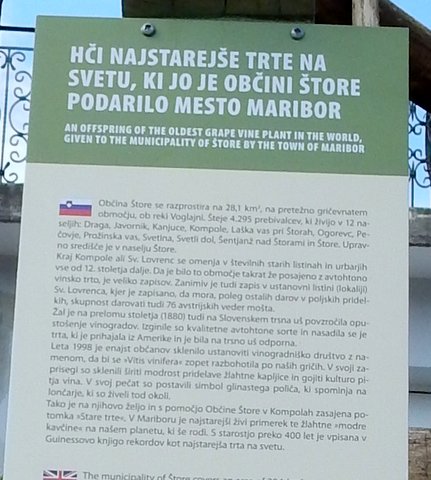 HČI NAJSTAREJŠE TRTE NA
SVETU, KI JO JE OBČINI ŠTORE
PODARILO MESTO MARIBOR
AN OFFSPRING OF THE OLDEST GRAPE VINE PLANT IN THE WORLD,
GIVEN TO THE MUNICIPALITY OF ŠTORE BY THE TOWN OF MARIBOR
Občina Štore se razprostira na 28,1 km², na pretežno gričevnatem
območju, ob reki Voglajni. Šteje 4.295 prebivalcev, ki živijo v 12 na-
seljih: Draga, Javornik, Kanjuce, Kompole, Laška vas pri Štorah, Ogorevc, Pe-
čovje, Prožinska vas, Svetina, Svetli dol, Šentjanž nad Štorami in Štore. Uprav-
no središče je v naselju Štore.
Kraj Kompole ali Sv. Lovrenc se omenja v številnih starih listinah in urbarjih
vse od 12. stoletja dalje. Da je bilo to območje takrat že posajeno z avtohtono
vinsko trto, je veliko zapisov. Zanimiv je tudi zapis v ustanovni listini (lokaliji)
Sv. Lovrenca, kjer je zapisano, da mora, poleg ostalih darov v poljskih pridel-
kih, skupnost darovati tudi 76 avstrijskih veder mošta.
Žal je na prelomu stoletja (1880) tudi na Slovenskem trsna uš povzročila opu-
stošenje vinogradov. Izginile so kvalitetne avtohtone sorte in nasadila se je
trta, ki je prihajala iz Amerike in je bila na trsno uš odporna.
Leta 1998 je enajst občanov sklenilo ustanoviti vinogradniško društvo z na-
menom, da bi se »Vitis vinifera« zopet razbohotila po naših gričih. V svoji za-
prisegi so sklenili širiti modrost pridelave žlahtne kapljice in gojiti kulturo pi-
tja vina. V svoj pečat so postavili simbol glinastega poliča, ki spominja na
lončarje, ki so živeli tod okoli.
Tako je na njihovo željo in s pomočjo Občine Štore v Kompolah zasajena po-
tomka »Stare trte«. V Mariboru je najstarejši živi primerek te žlahtne »modre
kavčine« na našem planetu, ki še rodi. S starostjo preko 400 let je vpisana v
Guinessovo knjigo rekordov kot najstarejša trta na svetu.
The municipality of Štore covers an area of